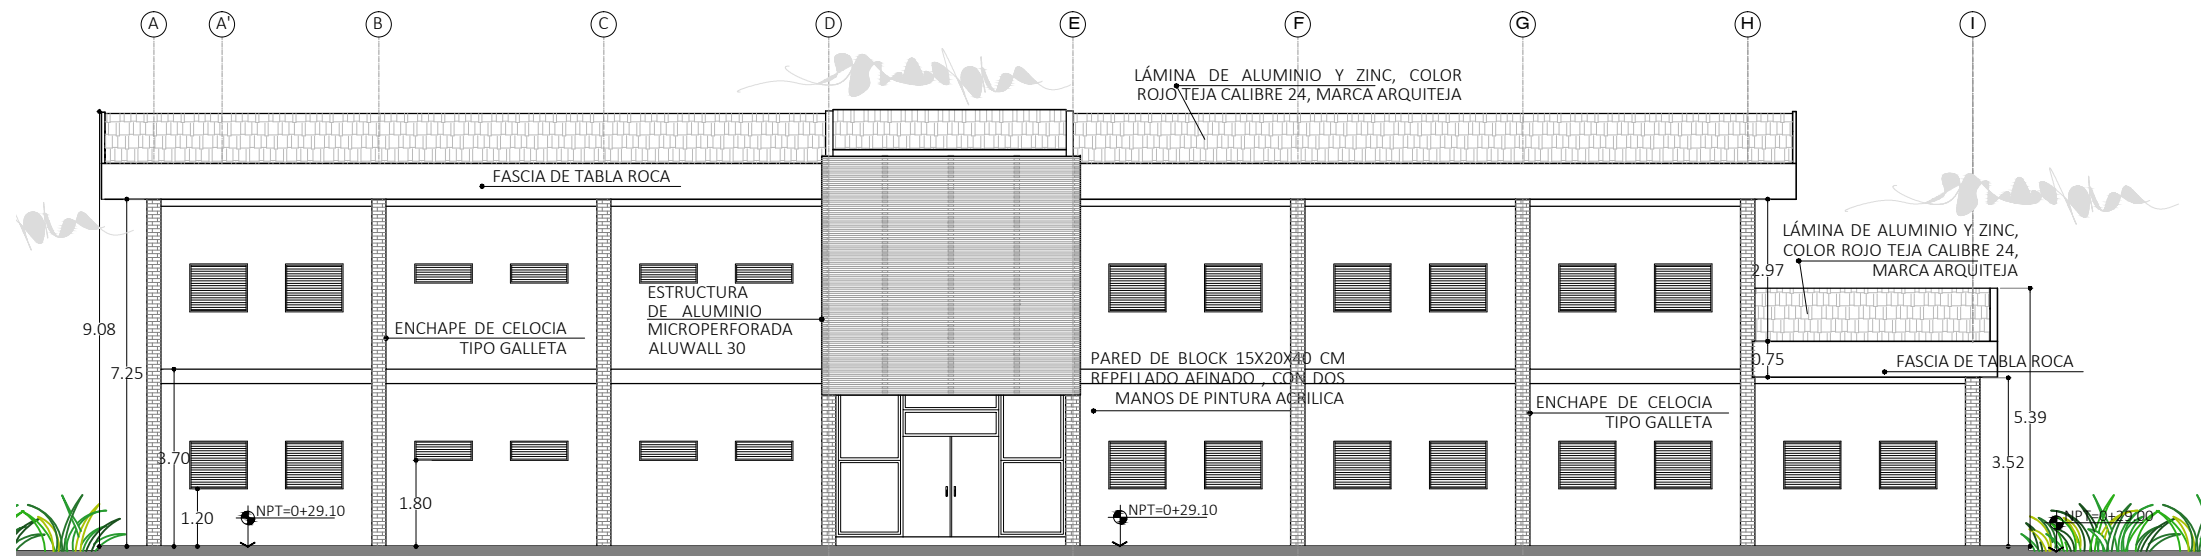 A
A'
B
C
D
E
F
G
H
I
LÁMINA DE ALUMINIO Y ZINC, COLOR
ROJO TEJA CALIBRE 24, MARCA ARQUITEJA
FASCIA DE TABLA ROCA
LÁMINA DE ALUMINIO Y ZINC,
COLOR ROJO TEJA CALIBRE 24,
MARCA ARQUITEJA
2.97
ESTRUCTURA
DE ALUMINIO
MICROPERFORADA
ALUWALL 30
9.08
ENCHAPE DE CELOCIA
TIPO GALLETA
7.25
PARED DE BLOCK 15X20X40 CM
REPELLADO AFINADO , CON DOS
MANOS DE PINTURA ACRILICA
0.75
FASCIA DE TABLA ROCA
ENCHAPE DE CELOCIA
TIPO GALLETA
5.39
3.70
3.52
1.80
1.20
NPT=0+29.10
NPT=0+29.10
NPT=0+29.00